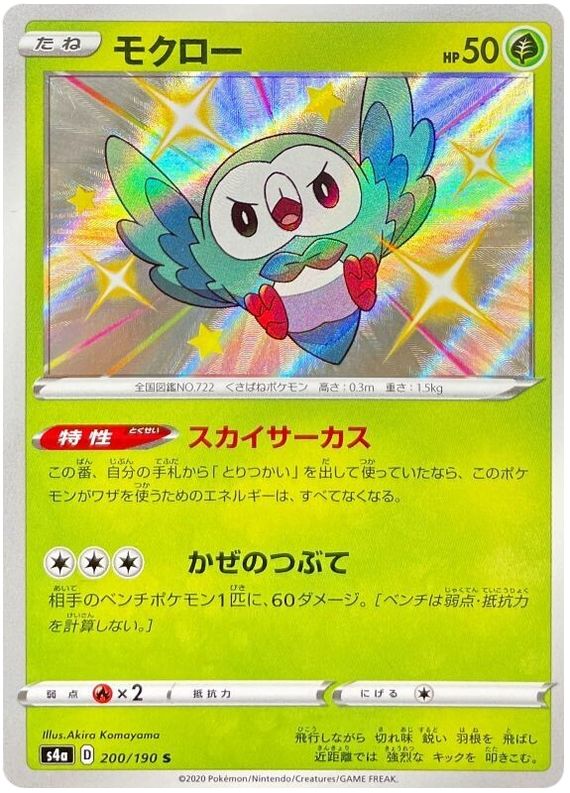 たね
モクロー
HP50
全国図鑑NO.722 くさばねポケモン 高さ:0.3m 重さ:1.5kg
特性 とくせい スカイサーカス
この番、自分の手札から「とりつかい」を出して使っていたなら、このポケ
モンがワザを使うためのエネルギーは、すべてなくなる。
かぜのつぶて
相手のベンチポケモン1匹に、60ダメージ。[ベンチは弱点・抵抗力
を計算しない。]
弱点 ×2 抵抗力 にげる
Illus.Akira Komayama
飛行しながら 切れ味 鋭い 羽根を 飛ばし
近距離では 強烈な キックを 叩きこむ。
s4a D 200/190 S
©2020 Pokémon/Nintendo/Creatures/GAME FREAK.